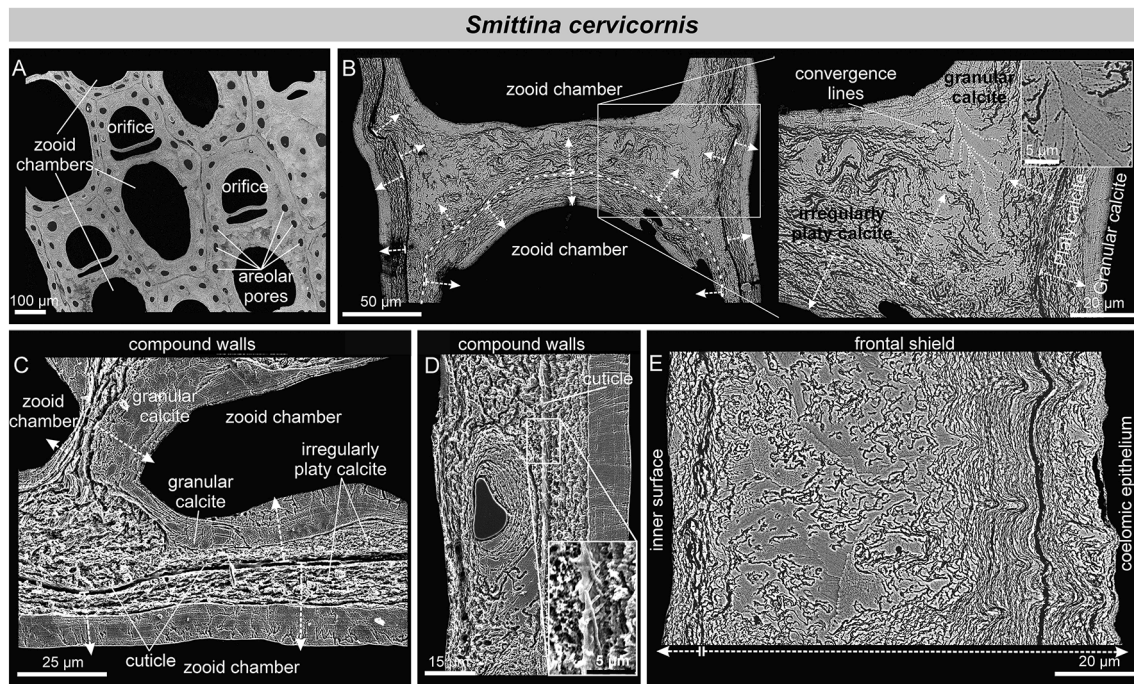 Smittina cervicornis
A
orifice
zooid
chambers
orifice
areolar
pores
100 µm
B
zooid chamber
zooid chamber
50 µm
convergence
lines
granular
calcite
5 µm
irregularly
platy calcite
Platy calcite
Granular calcite
20 µm
compound walls
C
zooid
chamber
granular
calcite
zooid chamber
irregularly
platy calcite
granular
calcite
cuticle
zooid chamber
25 µm
compound walls
D
cuticle
15 µm
5 µm
frontal shield
E
inner surface
coelomic epithelium
20 µm